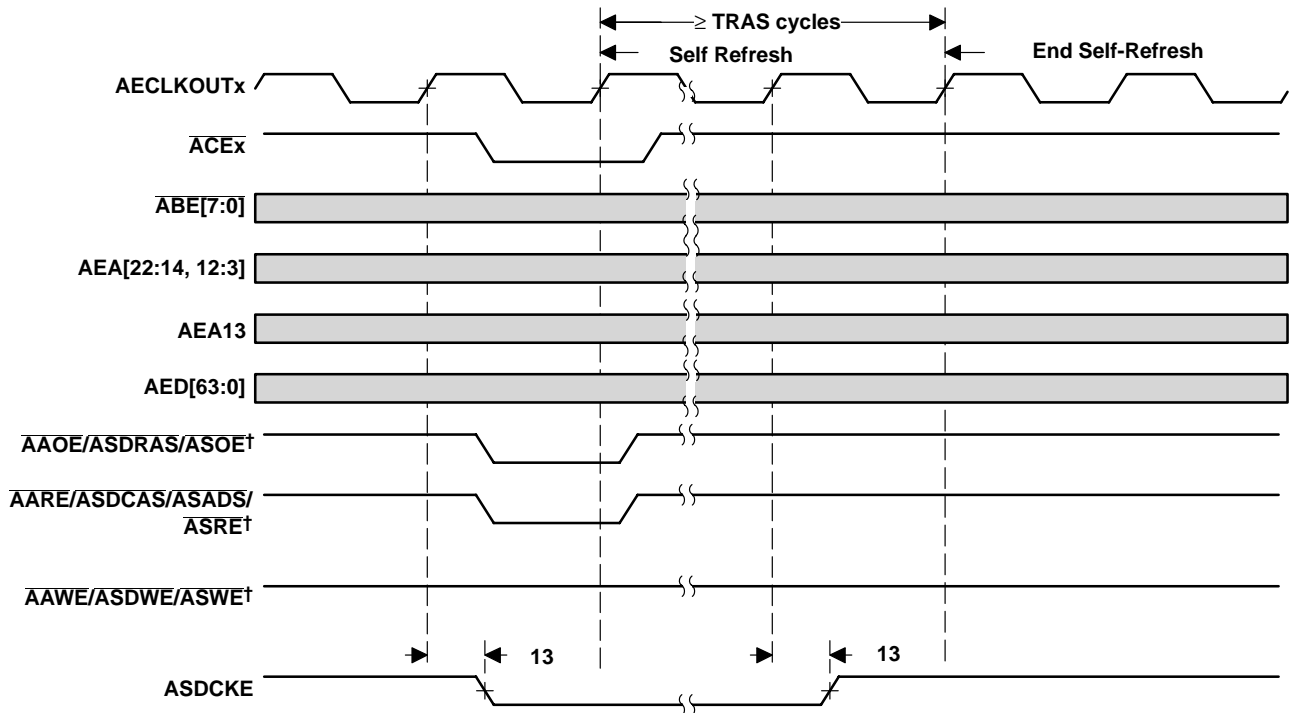 ≥ TRAS cycles
Self Refresh
End Self-Refresh
AECLKOUTx
ACEx
ABE[7:0]
AEA[22:14, 12:3]
AEA13
AED[63:0]
AAOE/ASDRAS/ASOE†
AARE/ASDCAS/ASADS/
ASRE†
AAWE/ASDWE/ASWE†
13
13
ASDCKE